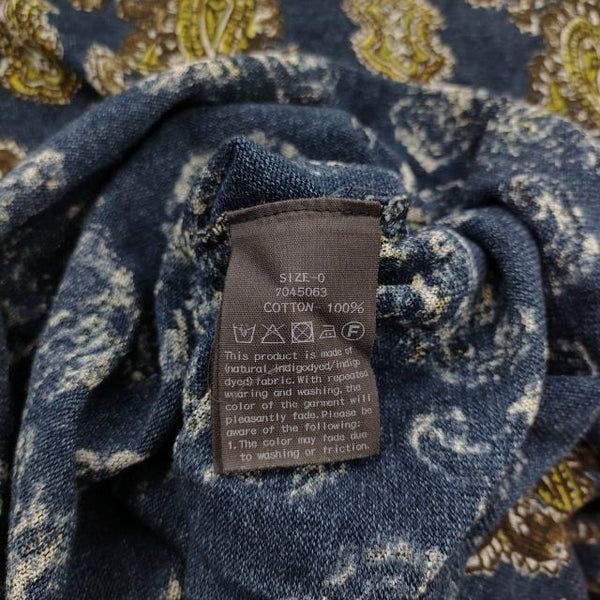 SIZE-0
7045063
COTTON 100%
F
This product is made of
(natural,indigodyed/indigo
dyed) fabric. With repeated
wearing and washing, the
color of the garment will
pleasantly fade. Please be
aware of the following:
1. The color may fade due
to washing or friction.